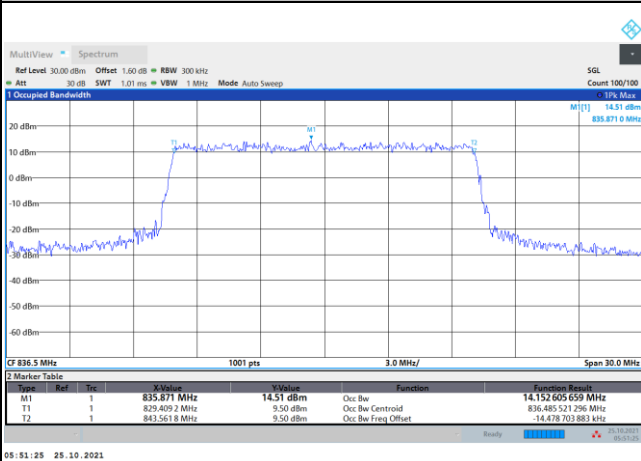 MultiView Spectrum
Ref Level 30.00 dBm Offset 1.60 dB RBW 300 kHz SGL
Att 30 dB SWT 1.01 ms VBW 1 MHz Mode Auto Sweep Count 100/100
1 Occupied Bandwidth 1Pk Max
M1[1] 14.51 dBm
835.871 0 MHz
20 dBm
M1
T1
T2
10 dBm
0 dBm
-10 dBm
-20 dBm
-30 dBm
-40 dBm
-50 dBm
-60 dBm
CF 836.5 MHz 1001 pts 3.0 MHz/ Span 30.0 MHz
2 Marker Table
Type Ref Trc X-Value Y-Value Function Function Result
M1 1 835.871 MHz 14.51 dBm Occ Bw 14.152 605 659 MHz
T1 1 829.409 2 MHz 9.50 dBm Occ Bw Centroid 836.485 521 296 MHz
T2 1 843.561 8 MHz 9.50 dBm Occ Bw Freq Offset -14.478 703 883 kHz
Ready 25.10.2021
05:51:25
05:51:25 25.10.2021